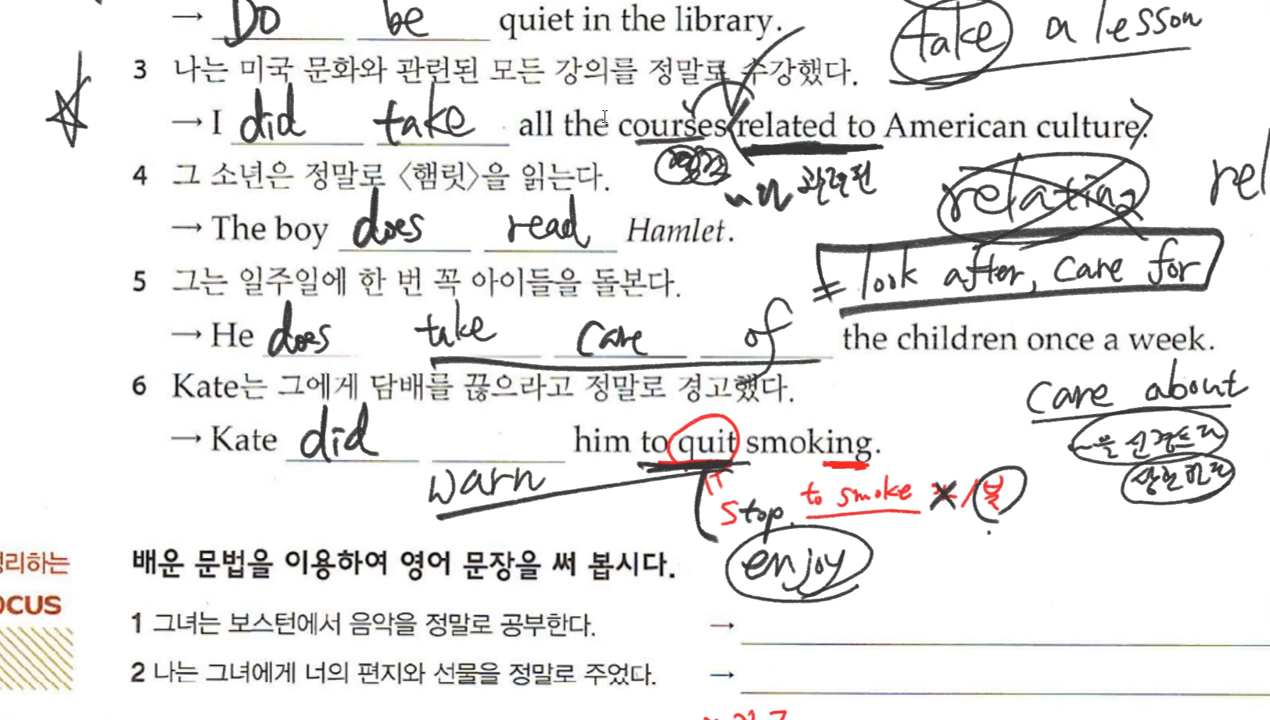 → Do be quiet in the library.
take a lesson
3 나는 미국 문화와 관련된 모든 강의를 정말로 수강했다.
→ I did take all the courses related to American culture.
관련된
4 그 소년은 정말로 〈햄릿〉을 읽는다.
relating
rel
→ The boy does read Hamlet.
= look after, care for
5 그는 일주일에 한 번 꼭 아이들을 돌본다.
→ He does take care of the children once a week.
6 Kate는 그에게 담배를 끊으라고 정말로 경고했다.
care about
~을 신경쓰다
→ Kate did warn him to quit smoking.
stop
to smoke
enjoy
리하는
OCUS
배운 문법을 이용하여 영어 문장을 써 봅시다.
1 그녀는 보스턴에서 음악을 정말로 공부한다. →
2 나는 그녀에게 너의 편지와 선물을 정말로 주었다. →